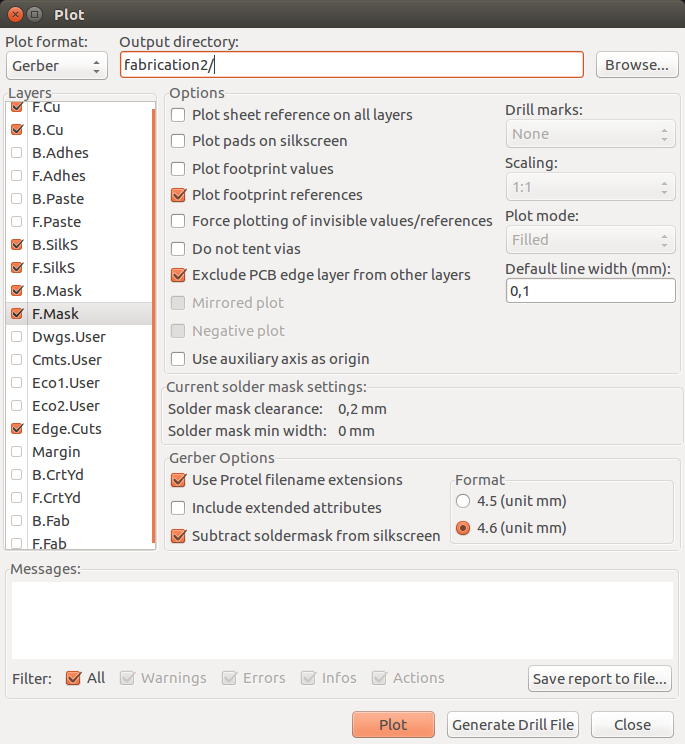 Plot
Plot format:
Output directory:
Gerber
fabrication2/
Browse...
Layers
F.Cu
B.Cu
B.Adhes
F.Adhes
B.Paste
F.Paste
B.SilkS
F.SilkS
B.Mask
F.Mask
Dwgs.User
Cmts.User
Eco1.User
Eco2.User
Edge.Cuts
Margin
B.CrtYd
F.CrtYd
B.Fab
F.Fab
Options
Plot sheet reference on all layers
Plot pads on silkscreen
Plot footprint values
Plot footprint references
Force plotting of invisible values/references
Do not tent vias
Exclude PCB edge layer from other layers
Mirrored plot
Negative plot
Use auxiliary axis as origin
Drill marks:
None
Scaling:
1:1
Plot mode:
Filled
Default line width (mm):
0,1
Current solder mask settings:
Solder mask clearance: 0,2 mm
Solder mask min width: 0 mm
Gerber Options
Use Protel filename extensions
Include extended attributes
Subtract soldermask from silkscreen
Format
4.5 (unit mm)
4.6 (unit mm)
Messages:
Filter: All Warnings Errors Infos Actions
Save report to file...
Plot
Generate Drill File
Close